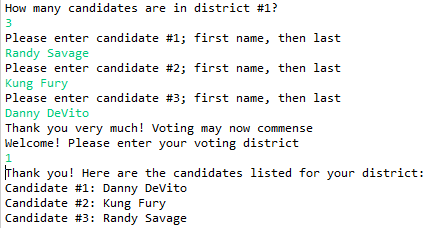 How many candidates are in district #1?
3
Please enter candidate #1; first name, then last
Randy Savage
Please enter candidate #2; first name, then last
Kung Fury
Please enter candidate #3; first name, then last
Danny DeVito
Thank you very much! Voting may now commense
Welcome! Please enter your voting district
1
Thank you! Here are the candidates listed for your district:
Candidate #1: Danny DeVito
Candidate #2: Kung Fury
Candidate #3: Randy Savage